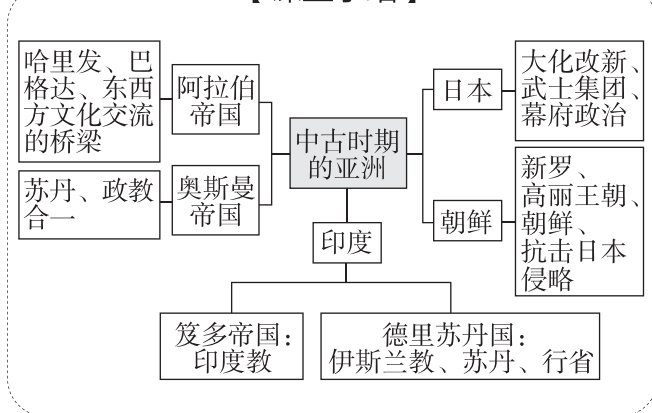 哈里发、巴
格达、东西
方文化交流
的桥梁
阿拉伯
帝国
苏丹、政教
合一
奥斯曼
帝国
中古时期
的亚洲
日本
大化改新、
武士集团、
幕府政治
朝鲜
新罗、
高丽王朝、
朝鲜、
抗击日本
侵略
印度
笈多帝国：
印度教
德里苏丹国：
伊斯兰教、苏丹、行省